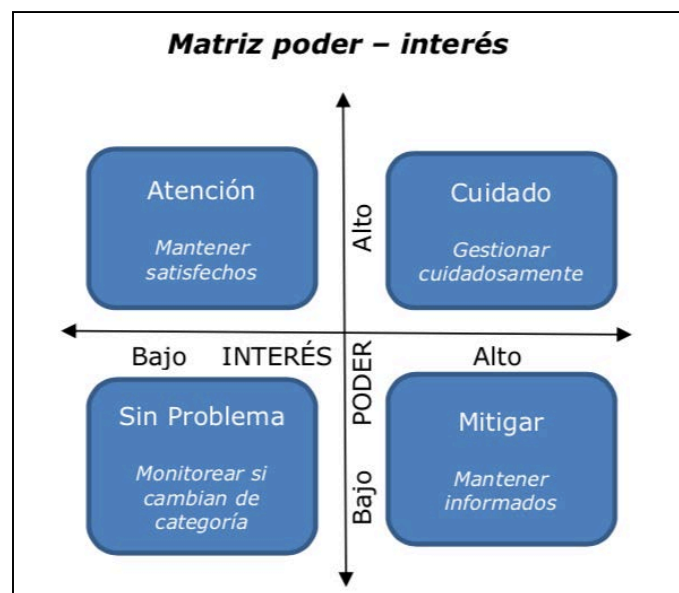 Matriz poder – interés
Atención
Mantener
satisfechos
Alto
Cuidado
Gestionar
cuidadosamente
Bajo
INTERÉS
PODER
Alto
Sin Problema
Monitorear si
cambian de
categoría
Bajo
Mitigar
Mantener
informados